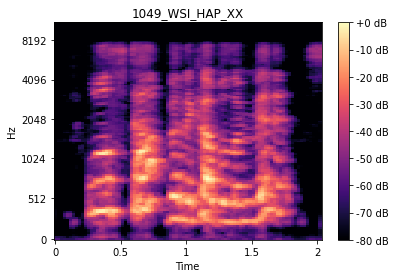 1049_WSI_HAP_XX
+0 dB
8192
-10 dB
4096
-20 dB
-30 dB
2048
Hz
-40 dB
1024
-50 dB
512
-60 dB
-70 dB
0
-80 dB
0 0.5 1 1.5 2
Time